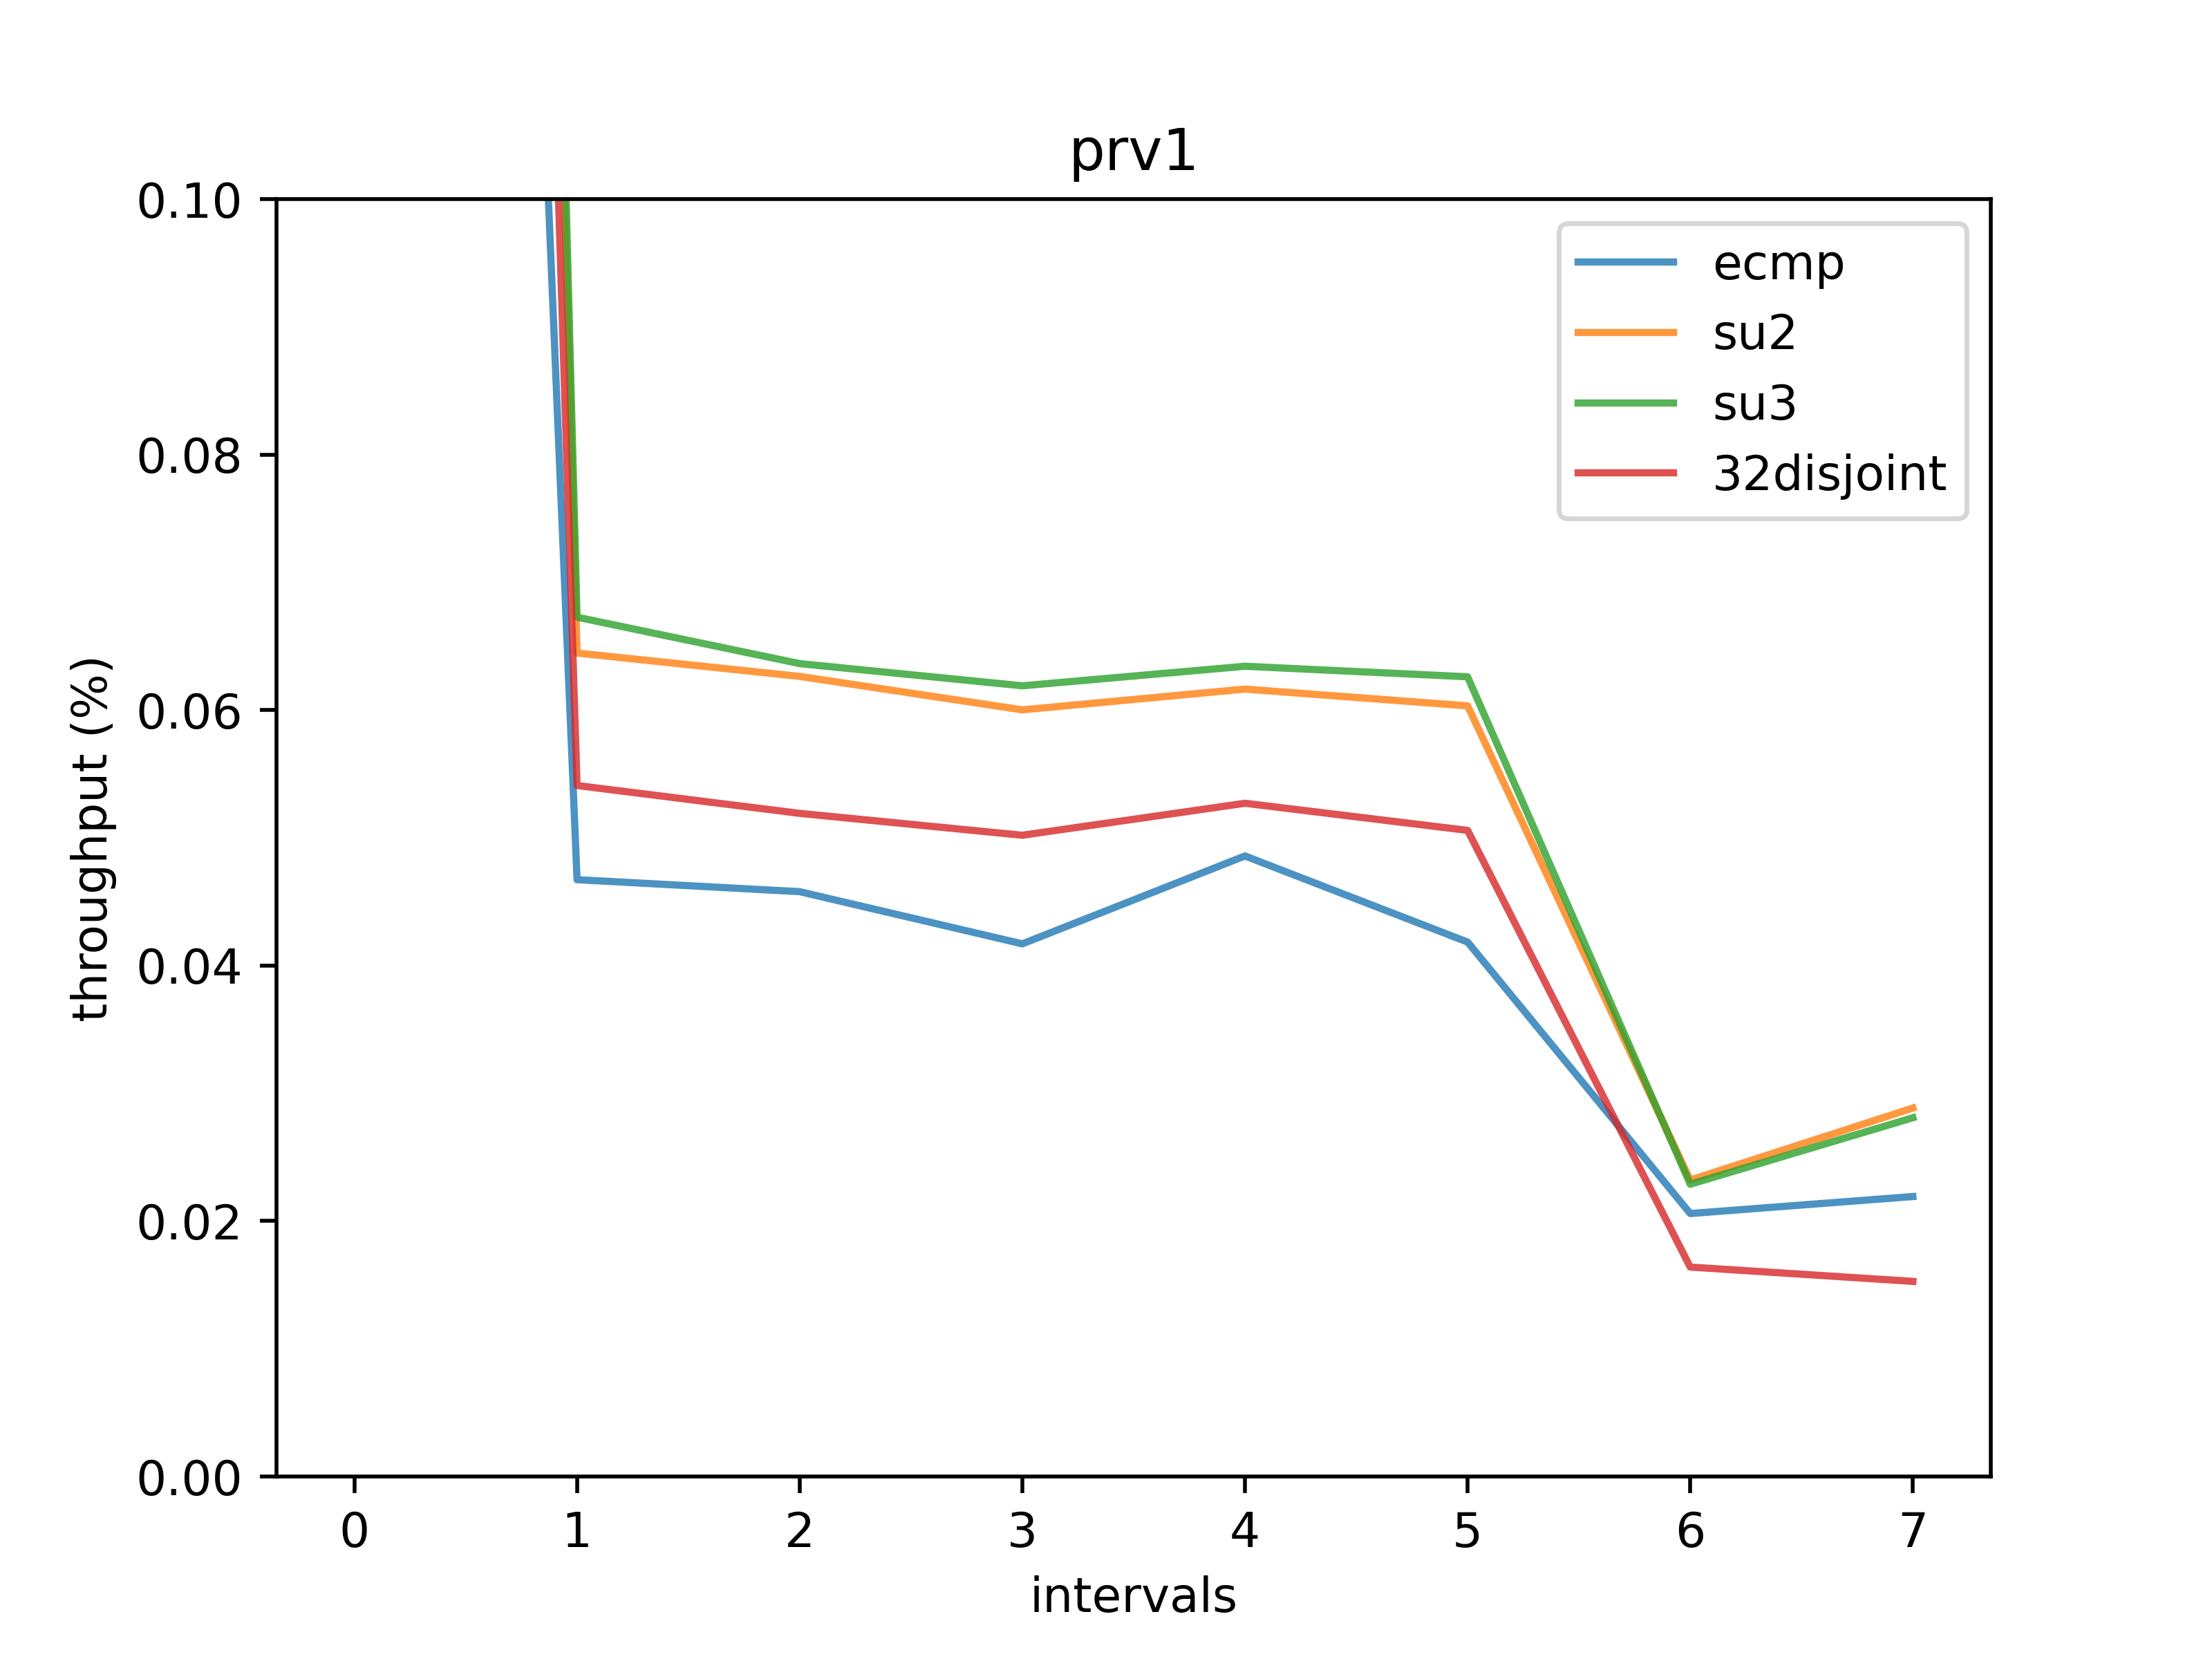 prv1
0.10
0.08
0.06
0.04
0.02
0.00
throughput (%)
ecmp
su2
su3
32disjoint
0 1 2 3 4 5 6 7
intervals